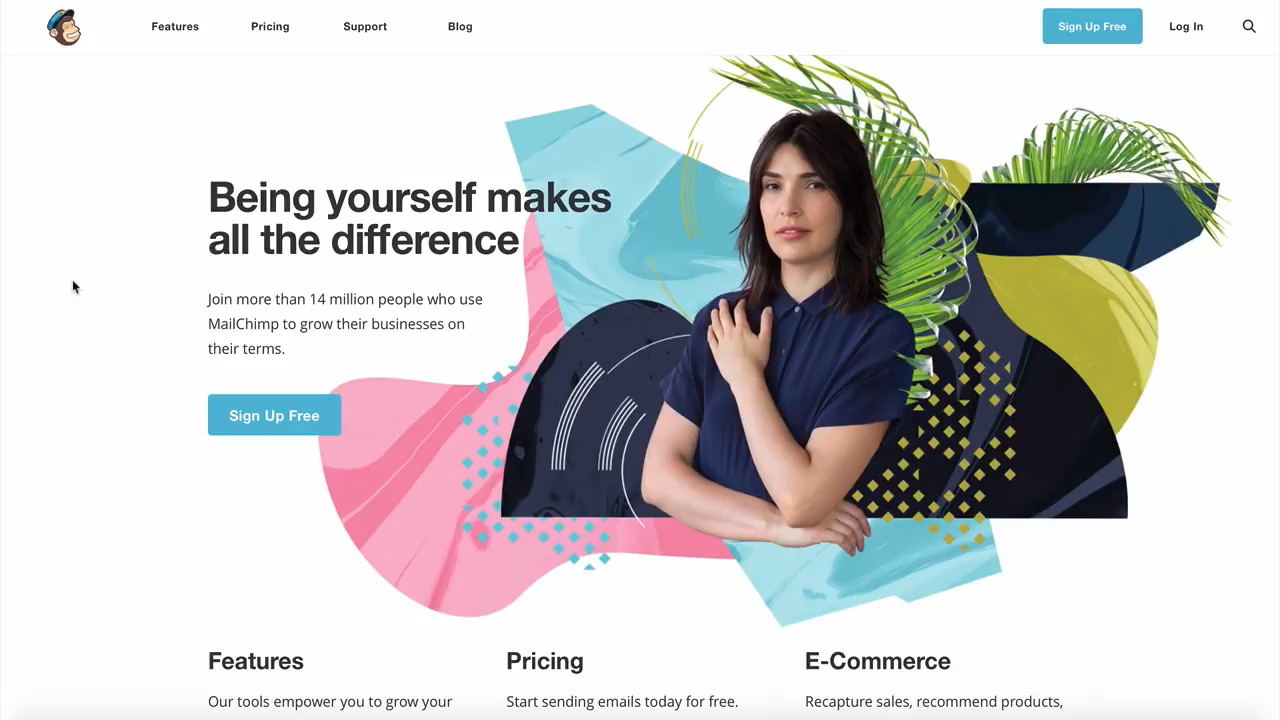 Features
Pricing
Support
Blog
Sign Up Free
Log In
Being yourself makes
all the difference
Join more than 14 million people who use
MailChimp to grow their businesses on
their terms.
Sign Up Free
Features
Pricing
E-Commerce
Our tools empower you to grow your
Start sending emails today for free.
Recapture sales, recommend products,